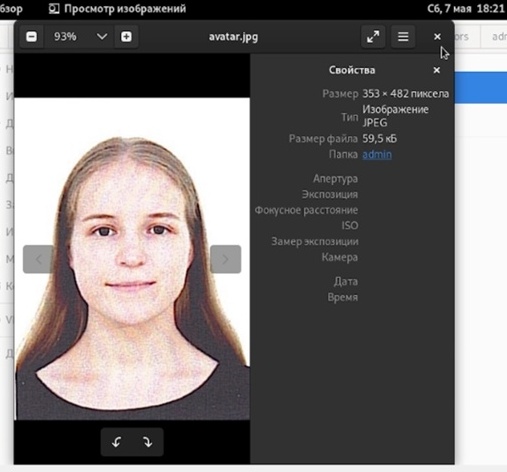 бзор
Просмотр изображений
Сб, 7 мая 18:21
93%
avatar.jpg
ors
adm
Свойства
Размер 353 × 482 пиксела
Тип Изображение JPEG
Размер файла 59,5 кБ
Папка admin
Апертура
Экспозиция
Фокусное расстояние
ISO
Замер экспозиции
Камера
Дата
Время